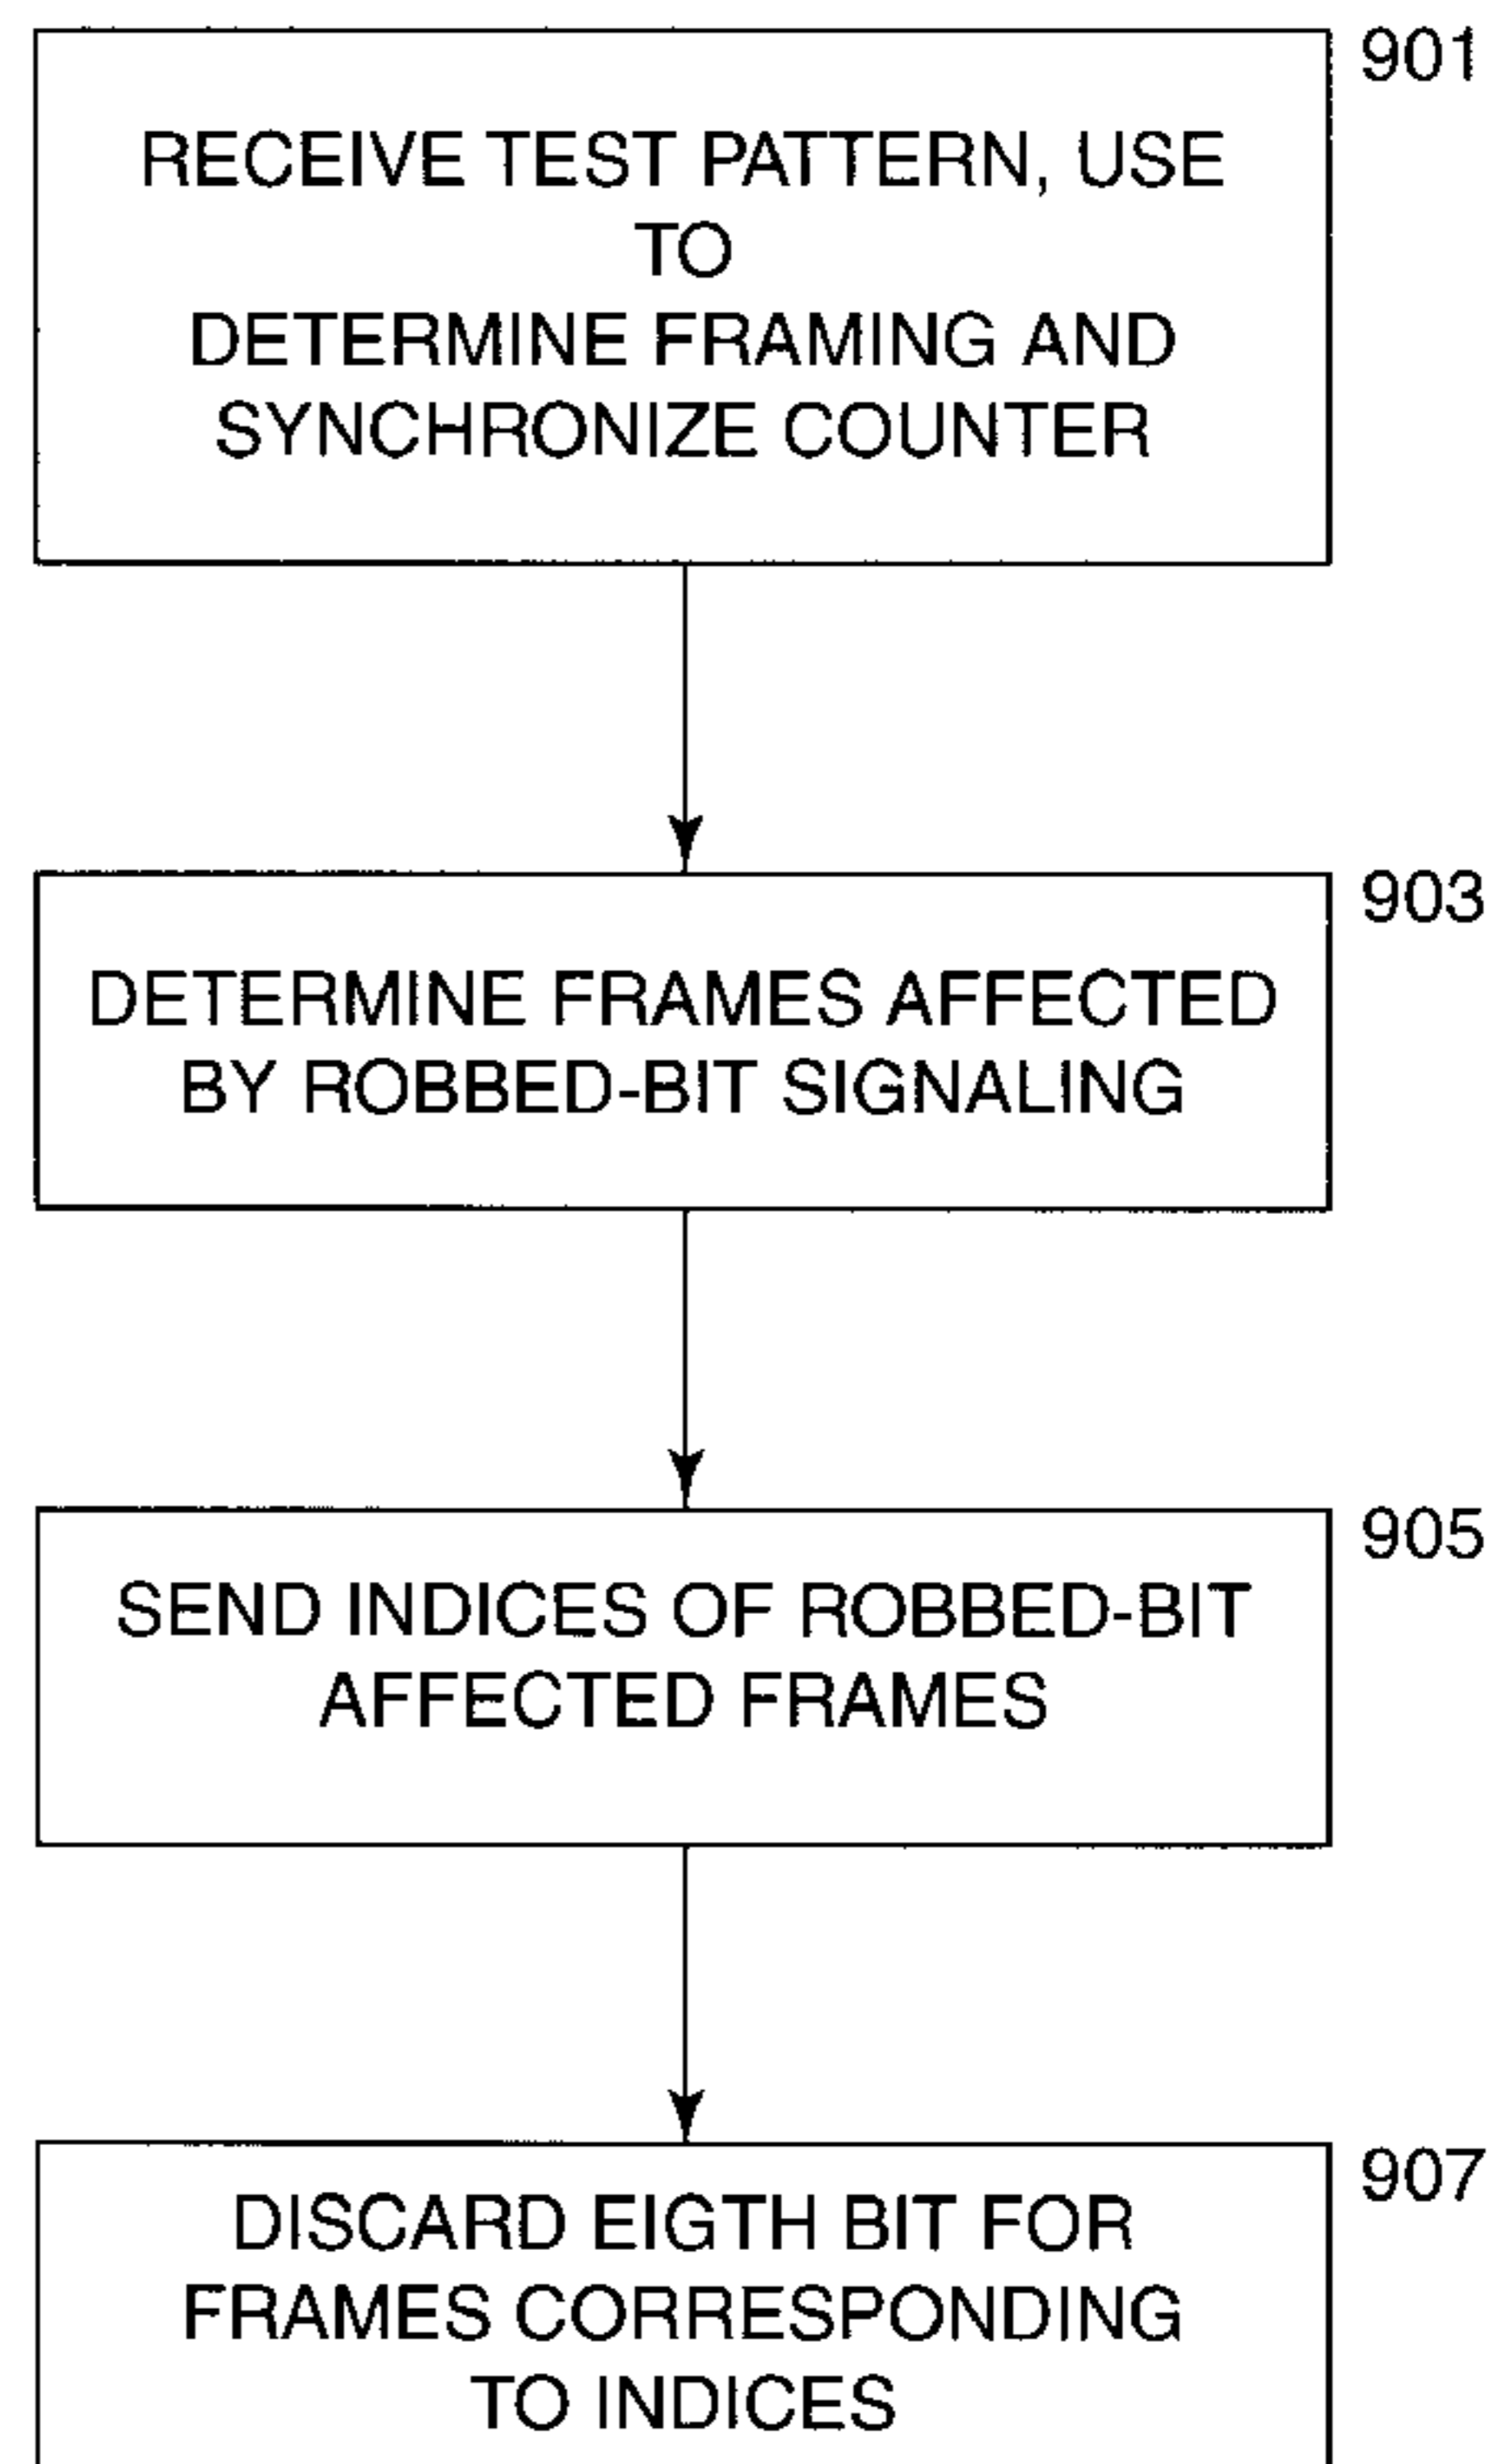 901
RECEIVE TEST PATTERN, USE
TO
DETERMINE FRAMING AND
SYNCHRONIZE COUNTER
903
DETERMINE FRAMES AFFECTED
BY ROBBED-BIT SIGNALING
905
SEND INDICES OF ROBBED-BIT
AFFECTED FRAMES
907
DISCARD EIGTH BIT FOR
FRAMES CORRESPONDING
TO INDICES